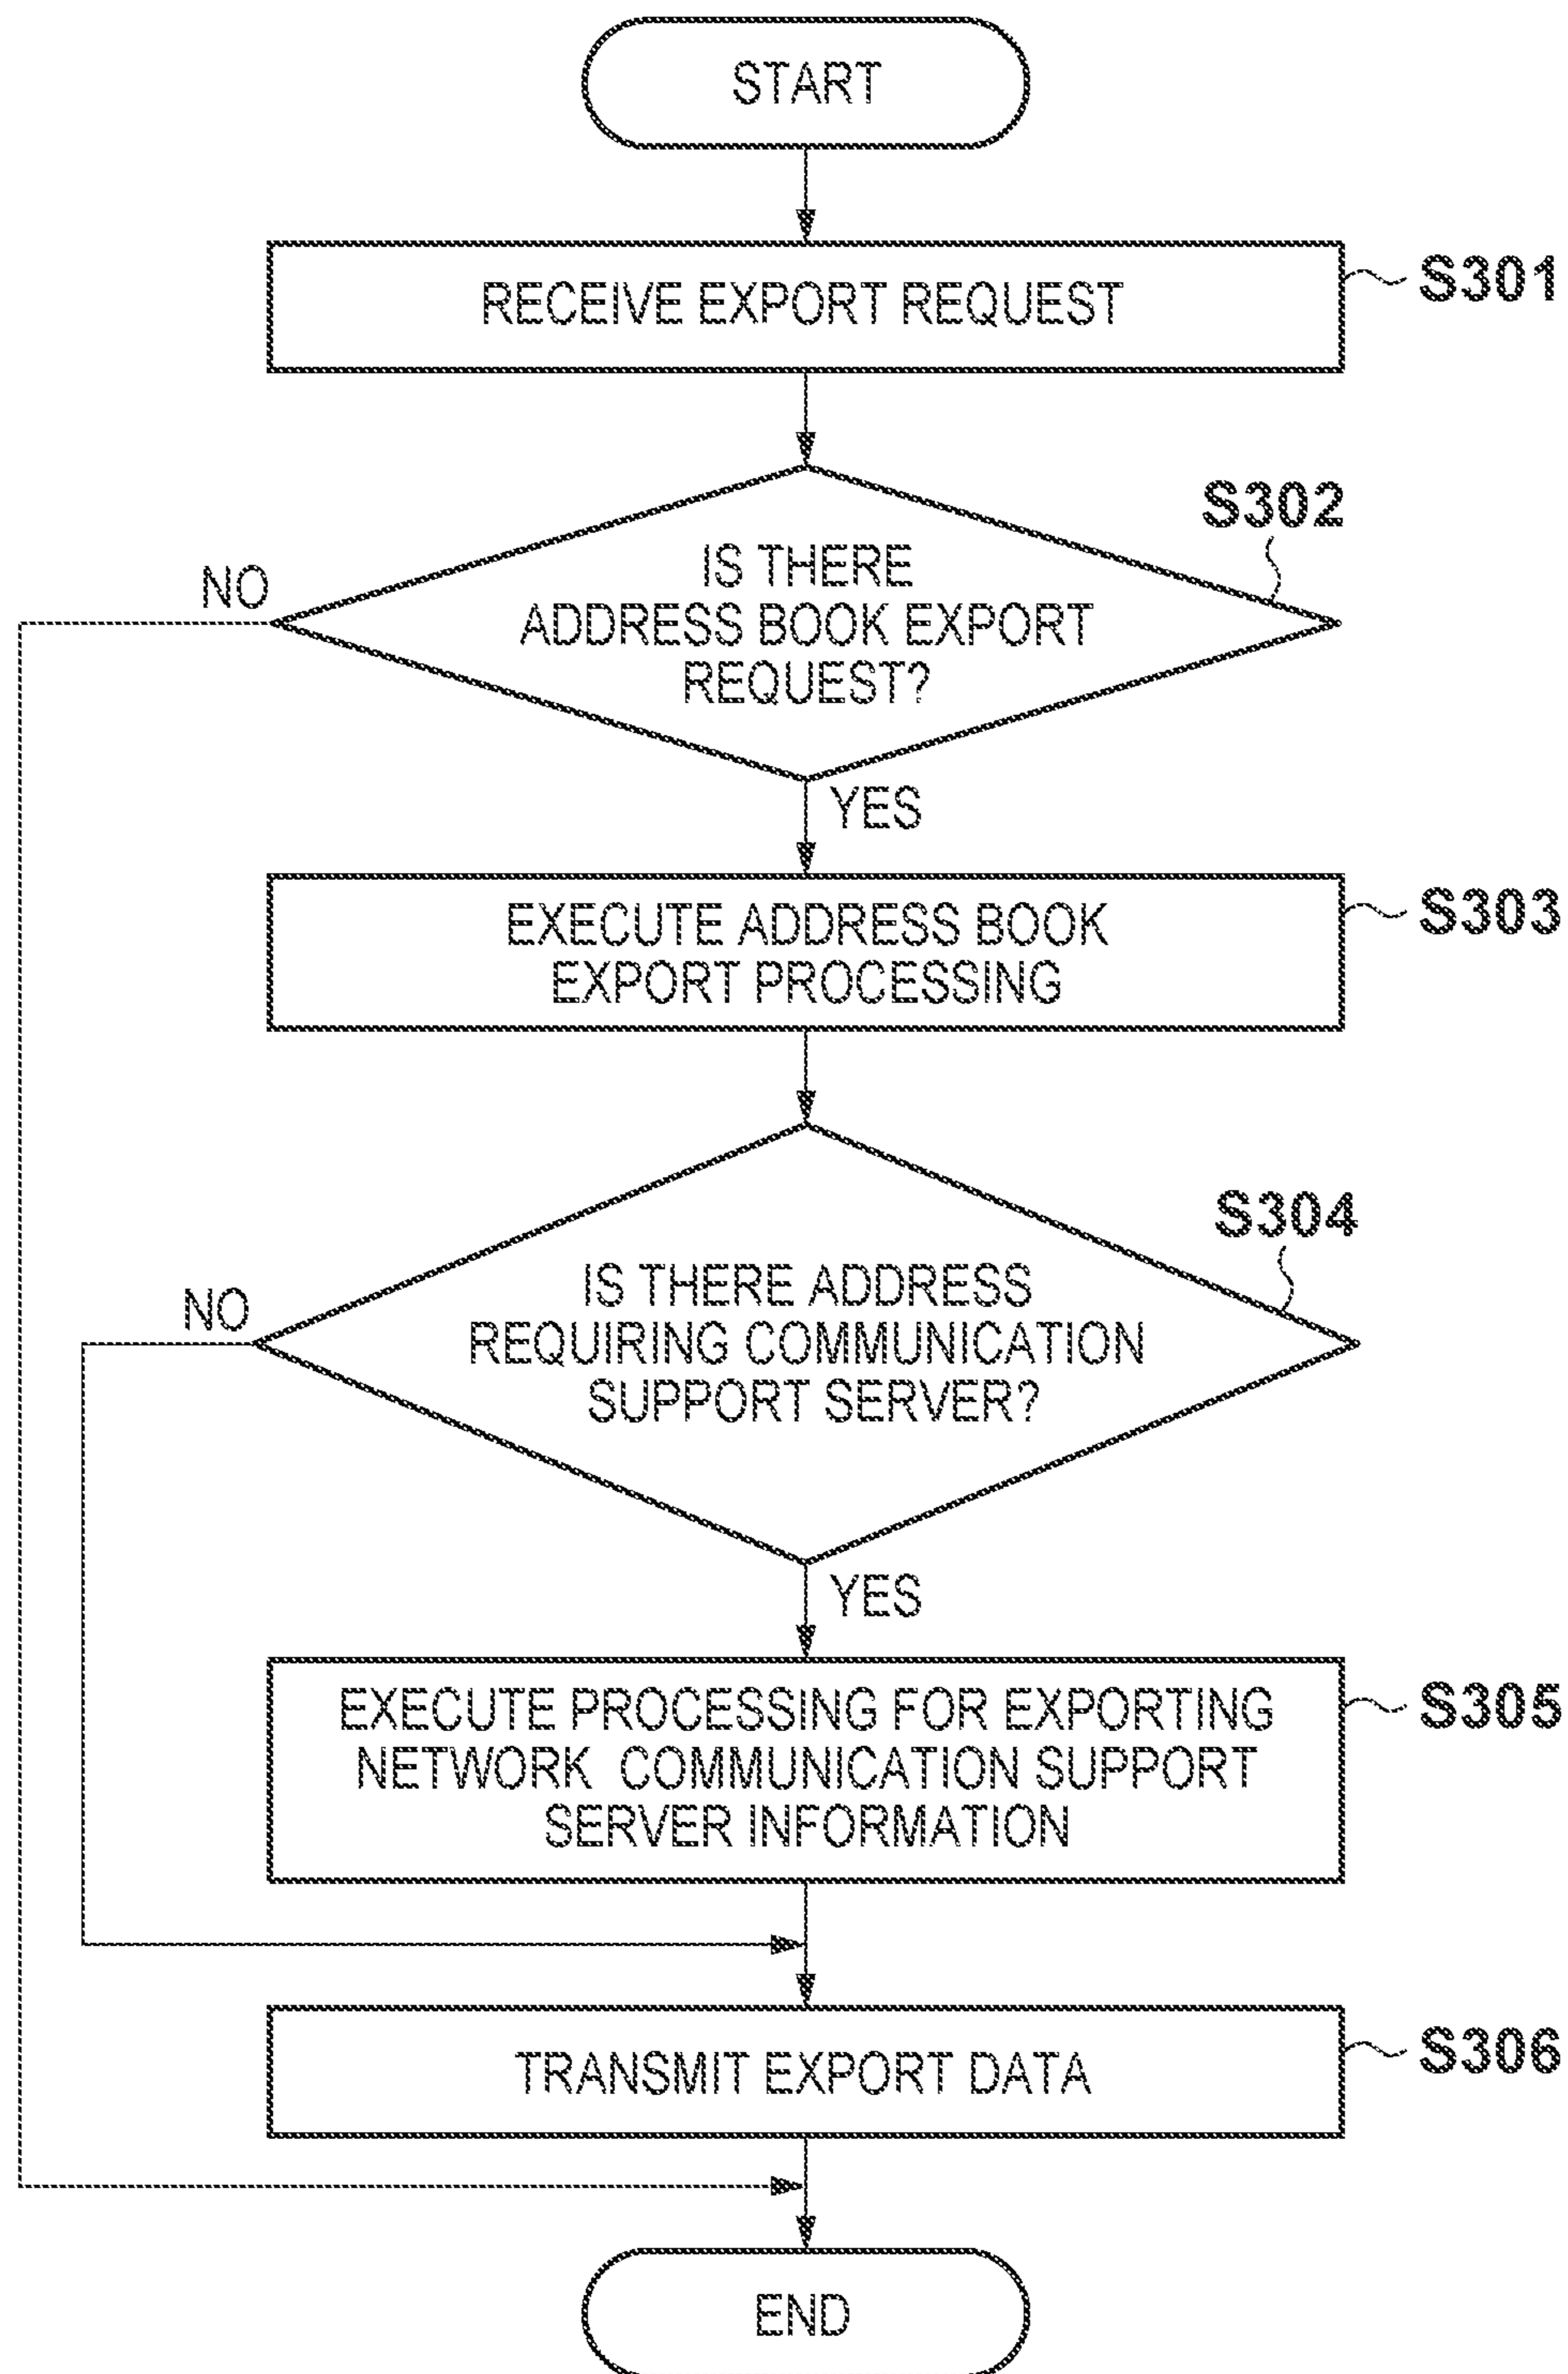 START
RECEIVE EXPORT REQUEST
S301
S302
IS THERE
ADDRESS BOOK EXPORT
REQUEST?
NO
YES
EXECUTE ADDRESS BOOK
EXPORT PROCESSING
S303
S304
IS THERE ADDRESS
REQUIRING COMMUNICATION
SUPPORT SERVER?
NO
YES
EXECUTE PROCESSING FOR EXPORTING
NETWORK COMMUNICATION SUPPORT
SERVER INFORMATION
S305
TRANSMIT EXPORT DATA
S306
END